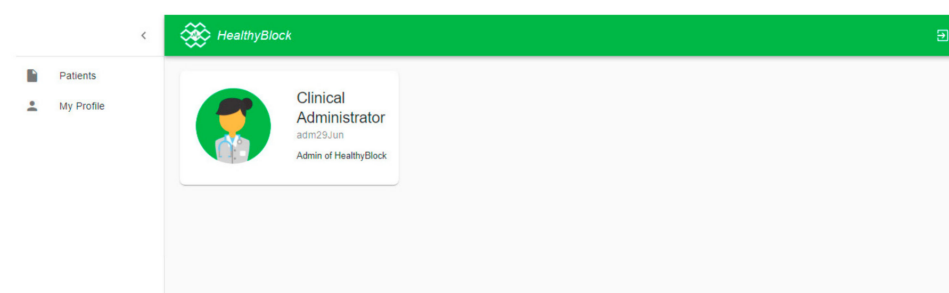 HealthyBlock
Patients
My Profile
Clinical
Administrator
adm29Jun
Admin of HealthyBlock